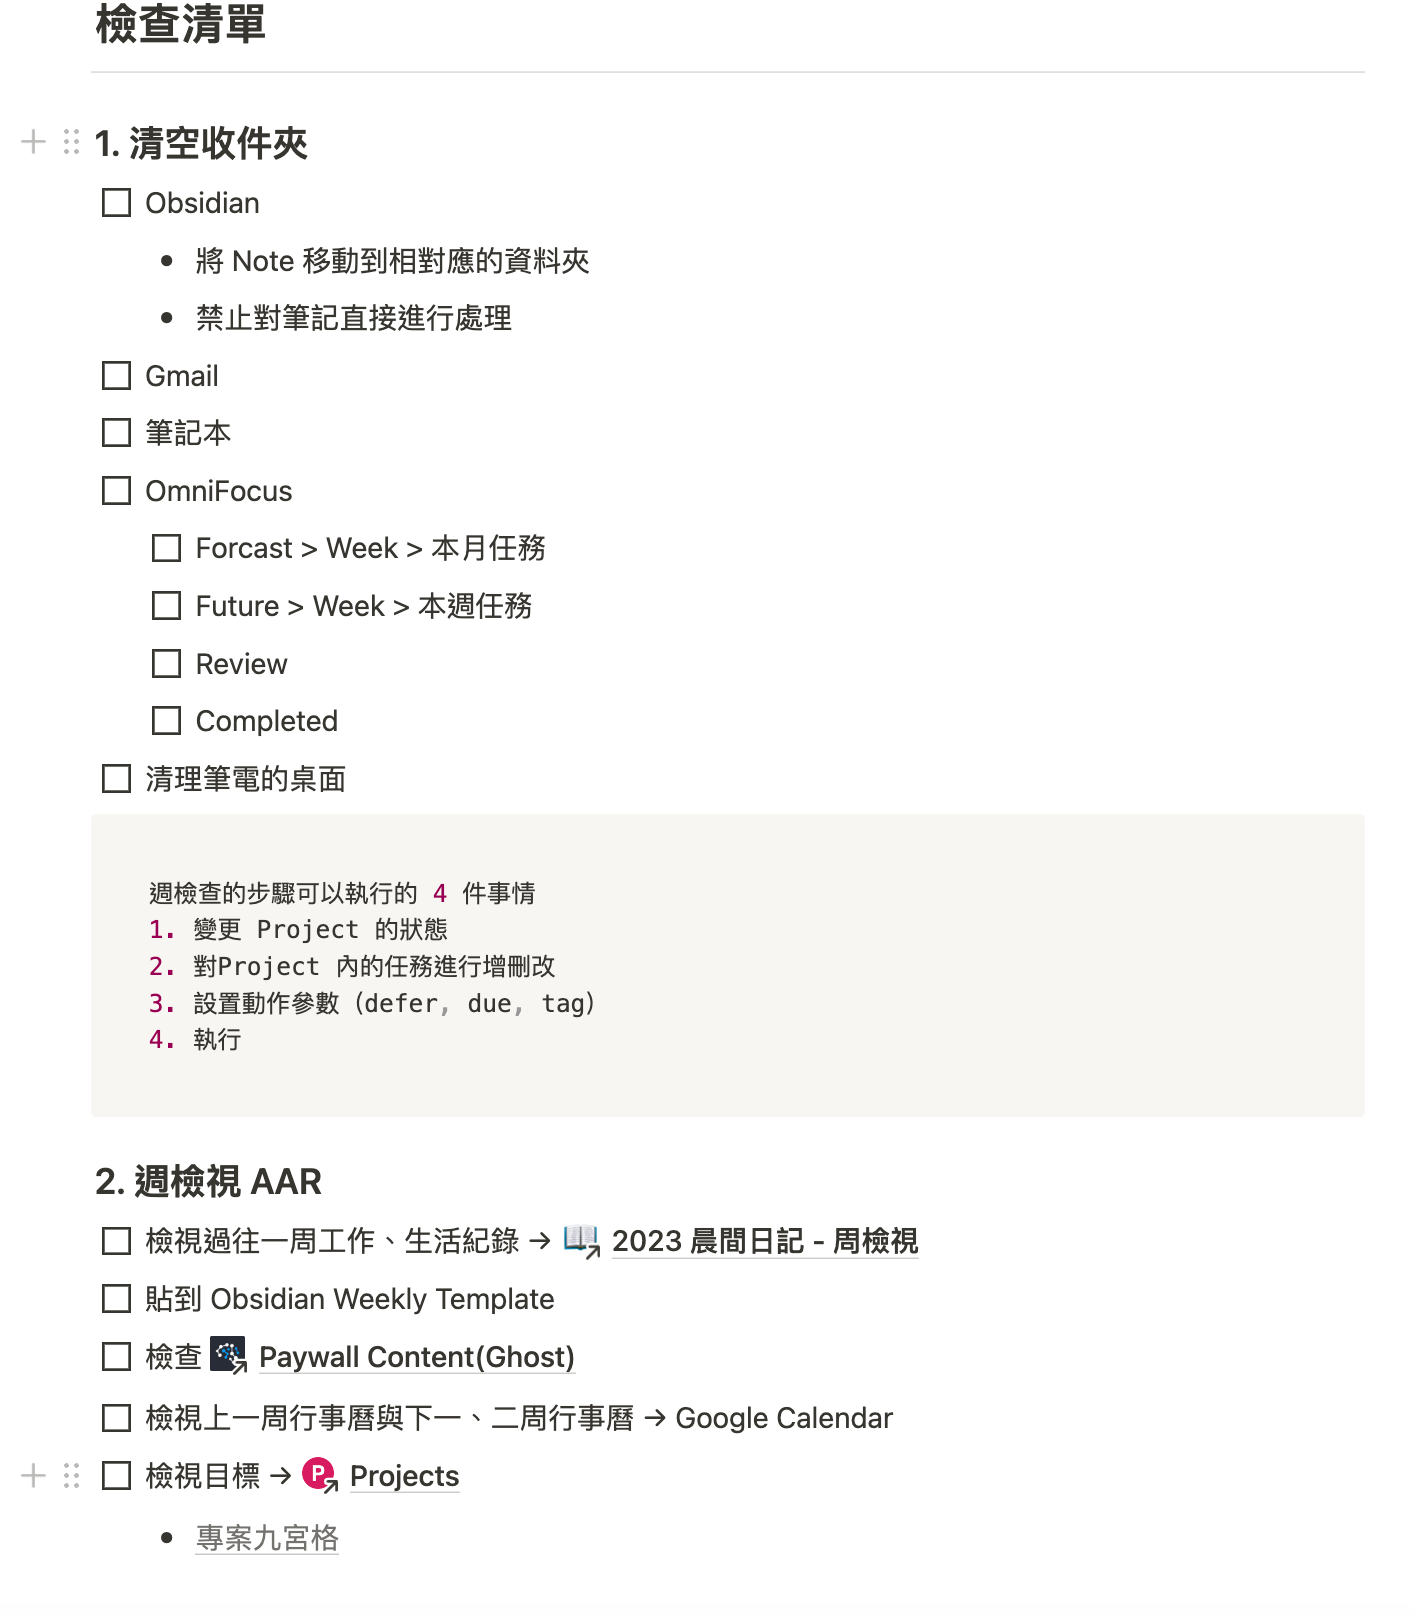 檢查清單
1. 清空收件夾
Obsidian
將 Note 移動到相對應的資料夾
禁止對筆記直接進行處理
Gmail
筆記本
OmniFocus
Forcast > Week > 本月任務
Future > Week > 本週任務
Review
Completed
清理筆電的桌面
週檢查的步驟可以執行的 4 件事情
1. 變更 Project 的狀態
2. 對Project 內的任務進行增刪改
3. 設置動作參數（defer, due, tag）
4. 執行
2. 週檢視 AAR
檢視過往一周工作、生活紀錄 → 2023 晨間日記 - 周檢視
貼到 Obsidian Weekly Template
檢查 Paywall Content(Ghost)
檢視上一周行事曆與下一、二周行事曆 → Google Calendar
檢視目標 → P Projects
專案九宮格